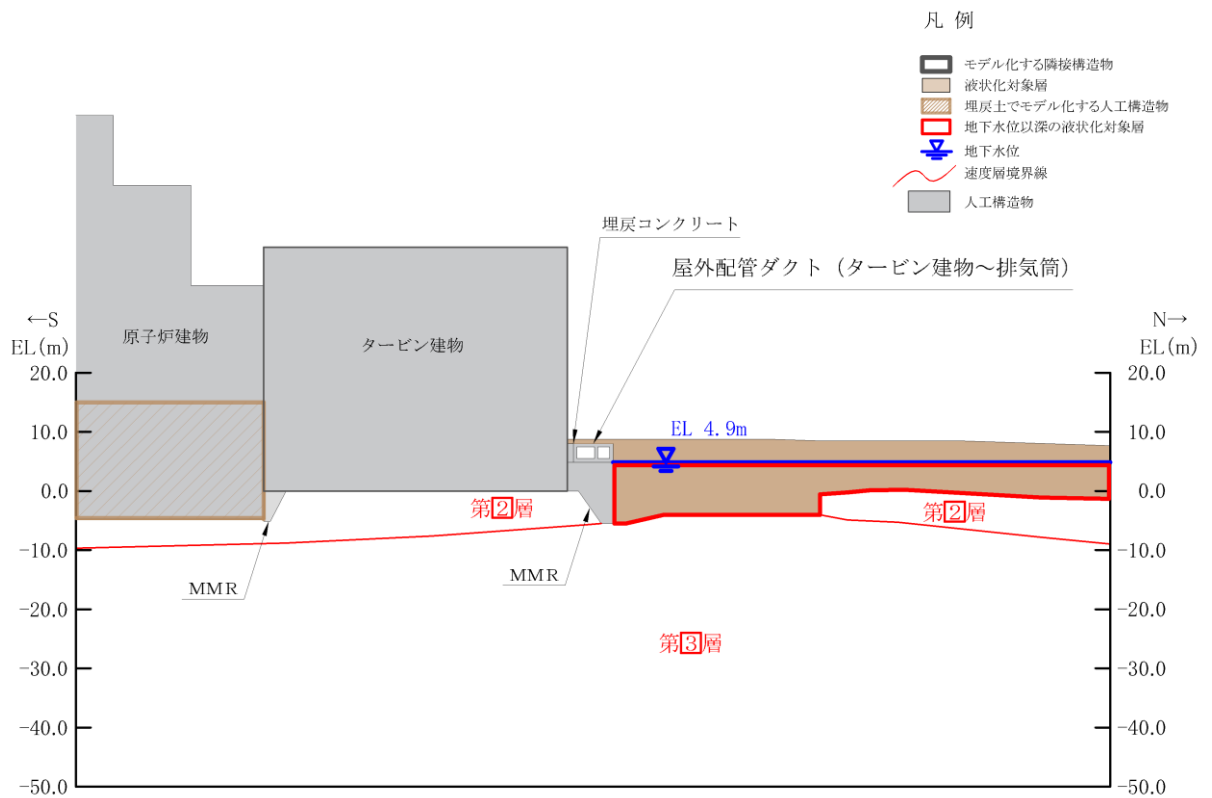 凡 例
モデル化する隣接構造物
液状化対象層
埋戻土でモデル化する人工構造物
地下水位以深の液状化対象層
地下水位
速度層境界線
人工構造物
埋戻コンクリート
屋外配管ダクト（タービン建物～排気筒）
←S
EL(m)
原子炉建物
タービン建物
N→
EL(m)
20.0
20.0
10.0
EL 4.9m
10.0
0.0
第2層
第2層
0.0
-10.0
-10.0
MMR
MMR
-20.0
-20.0
第3層
-30.0
-30.0
-40.0
-40.0
-50.0
-50.0